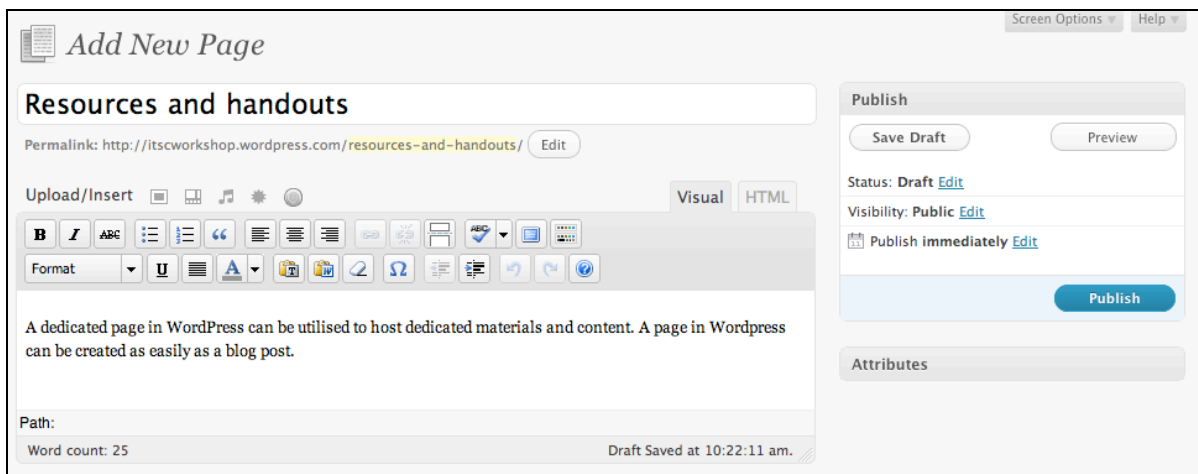 Screen Options Help
Add New Page
Resources and handouts
Permalink: http://itscworkshop.wordpress.com/resources-and-handouts/ Edit
Upload/Insert
Visual HTML
B I ABC ABC
Format U A T W Ω
A dedicated page in WordPress can be utilised to host dedicated materials and content. A page in Wordpress
can be created as easily as a blog post.
Path:
Word count: 25 Draft Saved at 10:22:11 am.
Publish
Save Draft Preview
Status: Draft Edit
Visibility: Public Edit
11 Publish immediately Edit
Publish
Attributes